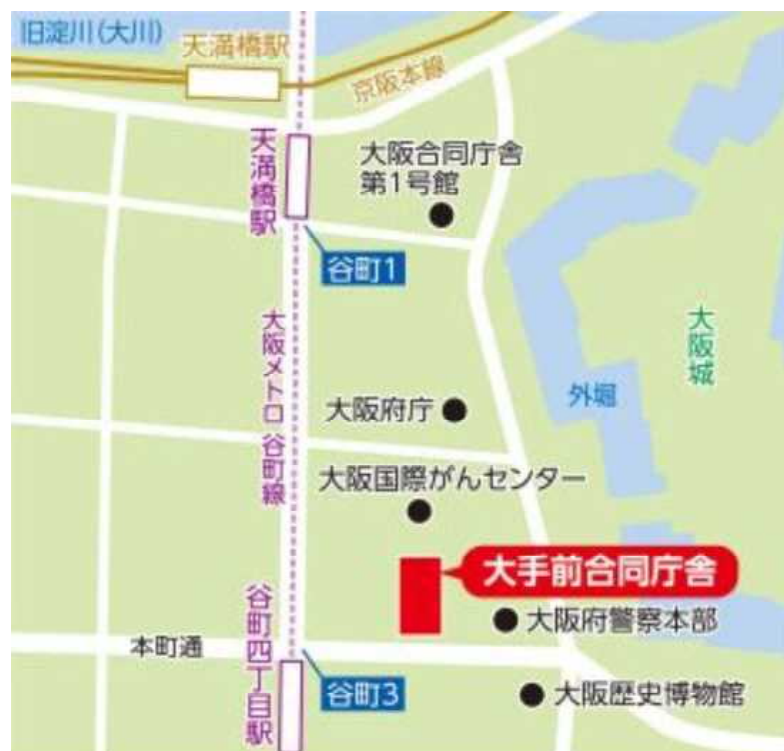 旧淀川(大川)
天満橋駅
京阪本線
天満橋駅
大阪合同庁舎
第1号館
谷町1
大阪メトロ 谷町線
大阪城
外堀
大阪府庁
大阪国際がんセンター
大手前合同庁舎
大阪府警察本部
谷町四丁目駅
本町通
谷町3
大阪歴史博物館